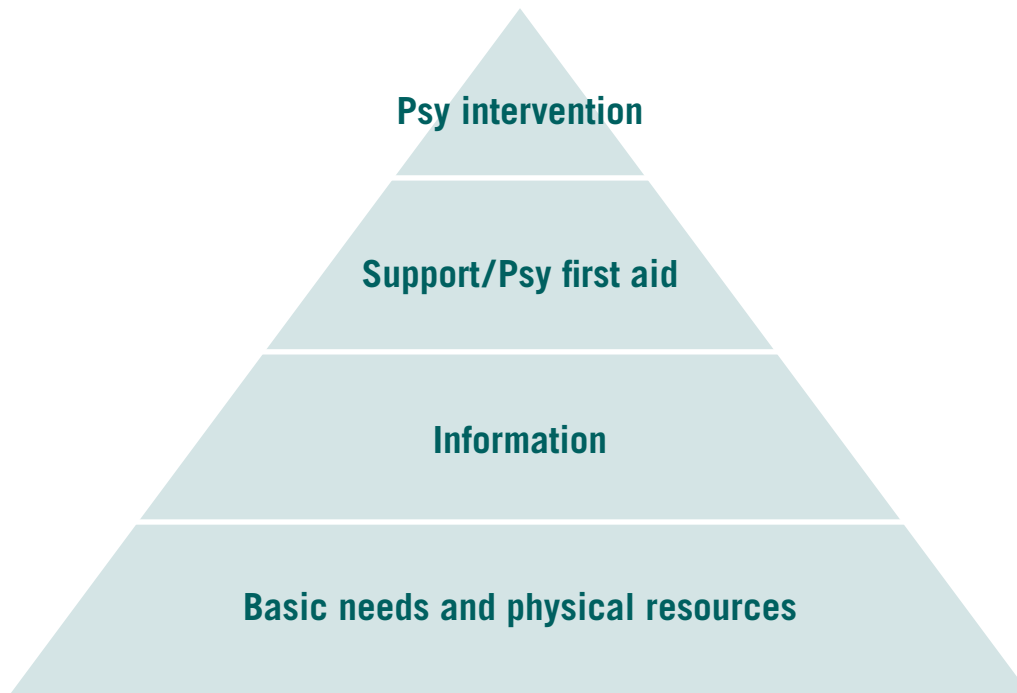 Psy intervention
Support/Psy first aid
Information
Basic needs and physical resources